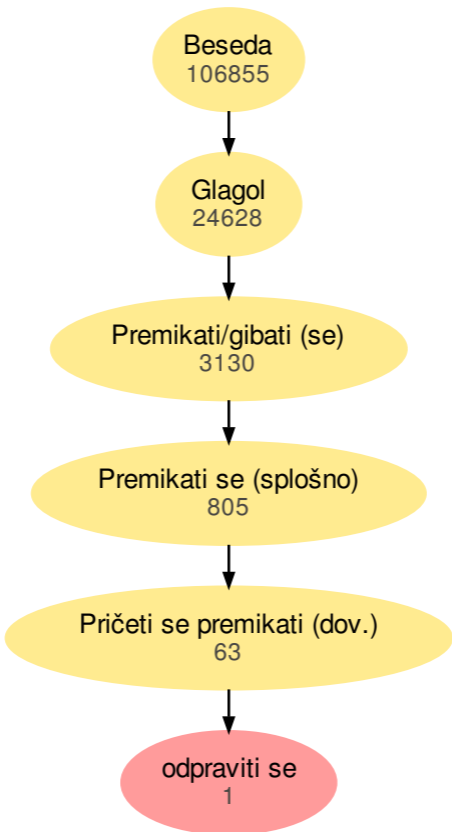 Beseda
106855
Glagol
24628
Premikati/gibati (se)
3130
Premikati se (splošno)
805
Pričeti se premikati (dov.)
63
odpraviti se
1